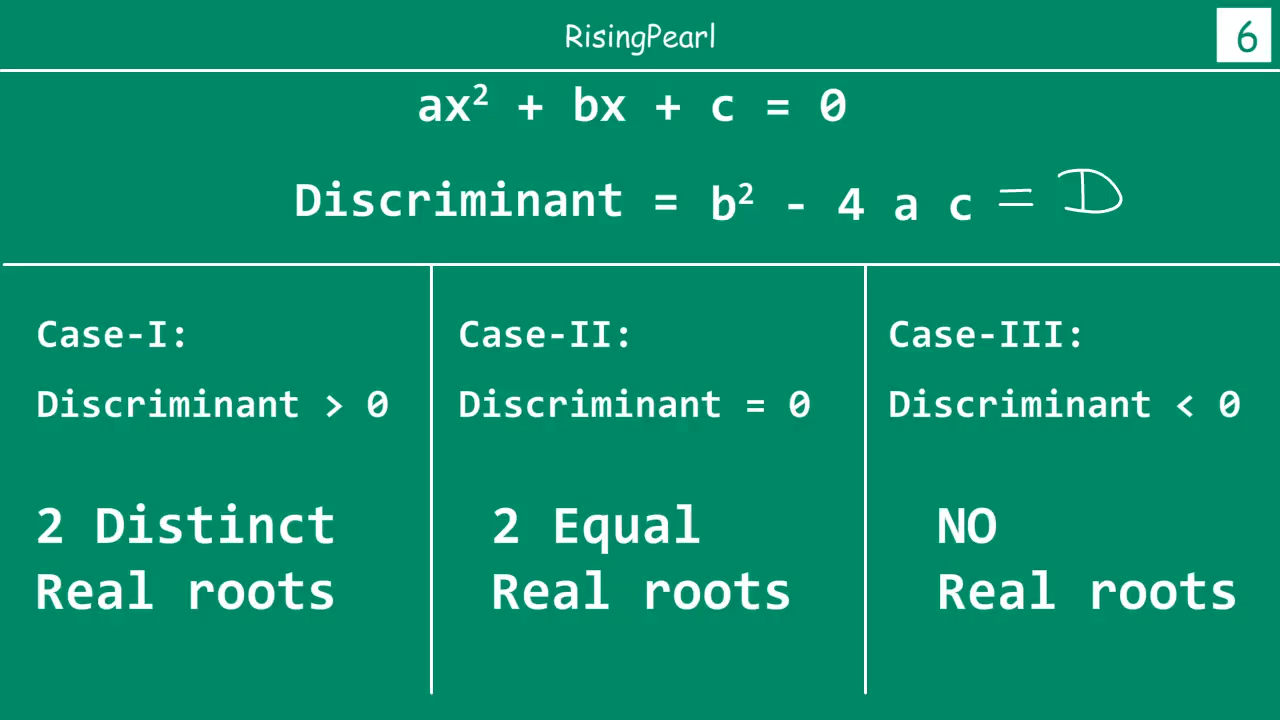 RisingPearl
6
ax² + bx + c = 0
Discriminant = b² - 4 a c = D
Case-I:
Discriminant > 0
2 Distinct
Real roots
Case-II:
Discriminant = 0
2 Equal
Real roots
Case-III:
Discriminant < 0
NO
Real roots